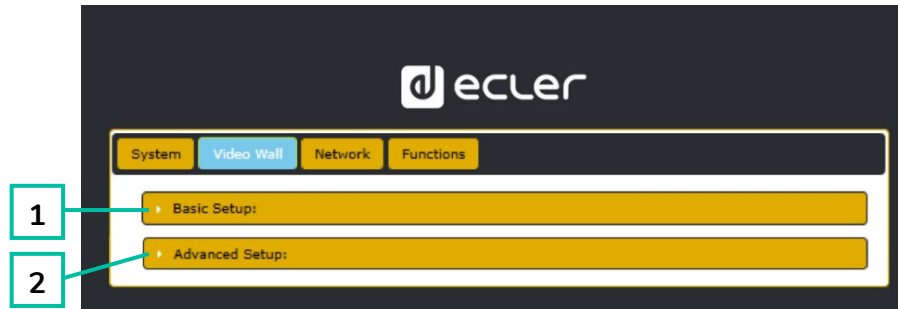 ecler
System Video Wall Network Functions
1 Basic Setup:
2 Advanced Setup: